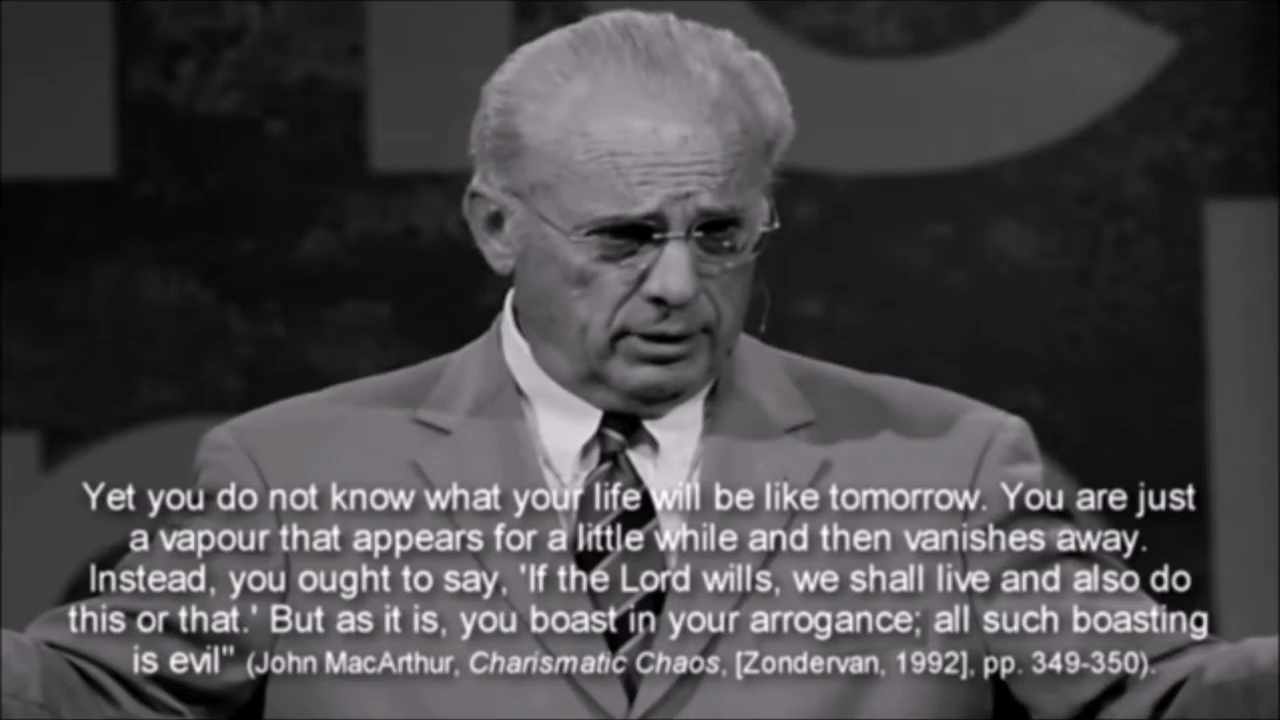 Yet you do not know what your life will be like tomorrow. You are just
a vapour that appears for a little while and then vanishes away.
Instead, you ought to say, 'If the Lord wills, we shall live and also do
this or that.' But as it is, you boast in your arrogance; all such boasting
is evil" (John MacArthur, Charismatic Chaos, [Zondervan, 1992], pp. 349-350).